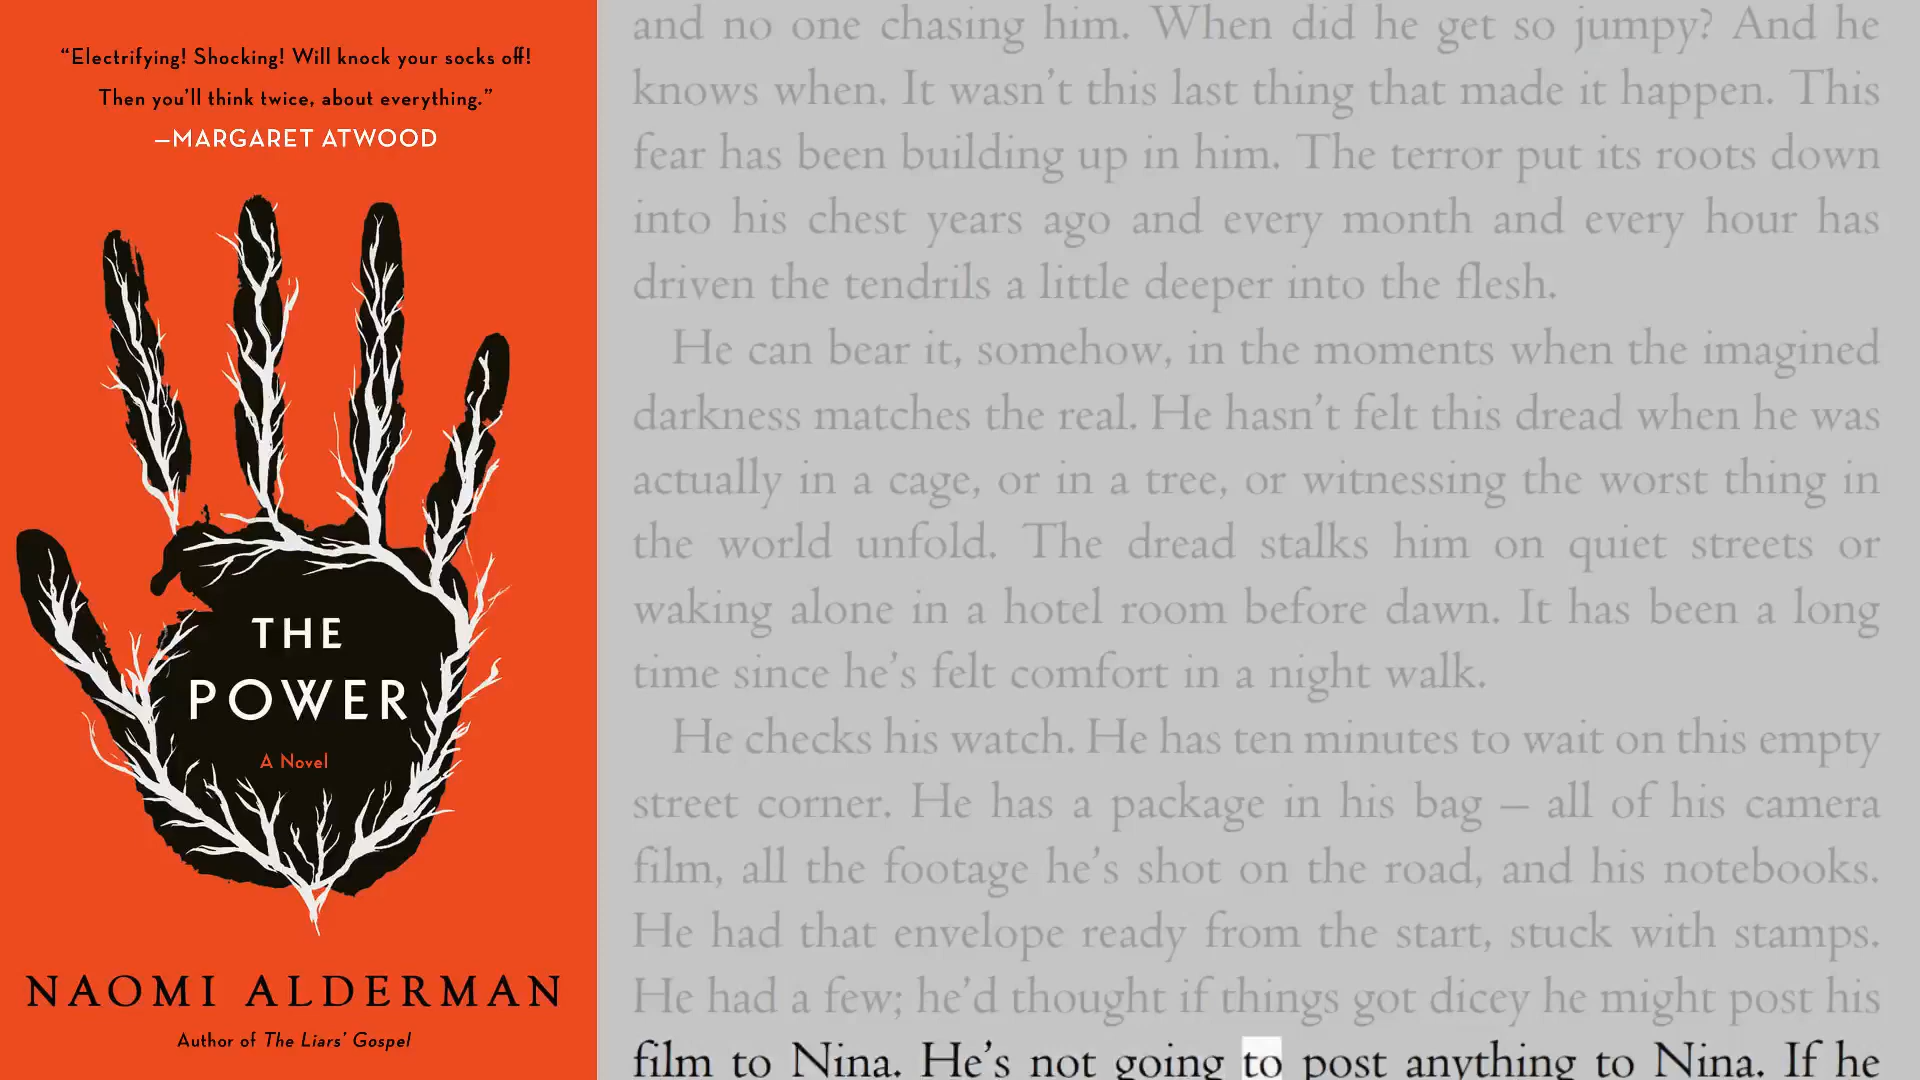 “Electrifying! Shocking! Will knock your socks off!
Then you’ll think twice, about everything.”
—MARGARET ATWOOD
THE
POWER
A Novel
NAOMI ALDERMAN
Author of The Liars’ Gospel
and no one chasing him. When did he get so jumpy? And he
knows when. It wasn’t this last thing that made it happen. This
fear has been building up in him. The terror put its roots down
into his chest years ago and every month and every hour has
driven the tendrils a little deeper into the flesh.
He can bear it, somehow, in the moments when the imagined
darkness matches the real. He hasn’t felt this dread when he was
actually in a cage, or in a tree, or witnessing the worst thing in
the world unfold. The dread stalks him on quiet streets or
waking alone in a hotel room before dawn. It has been a long
time since he’s felt comfort in a night walk.
He checks his watch. He has ten minutes to wait on this empty
street corner. He has a package in his bag – all of his camera
film, all the footage he’s shot on the road, and his notebooks.
He had that envelope ready from the start, stuck with stamps.
He had a few; he’d thought if things got dicey he might post his
film to Nina. He’s not going to post anything to Nina. If he